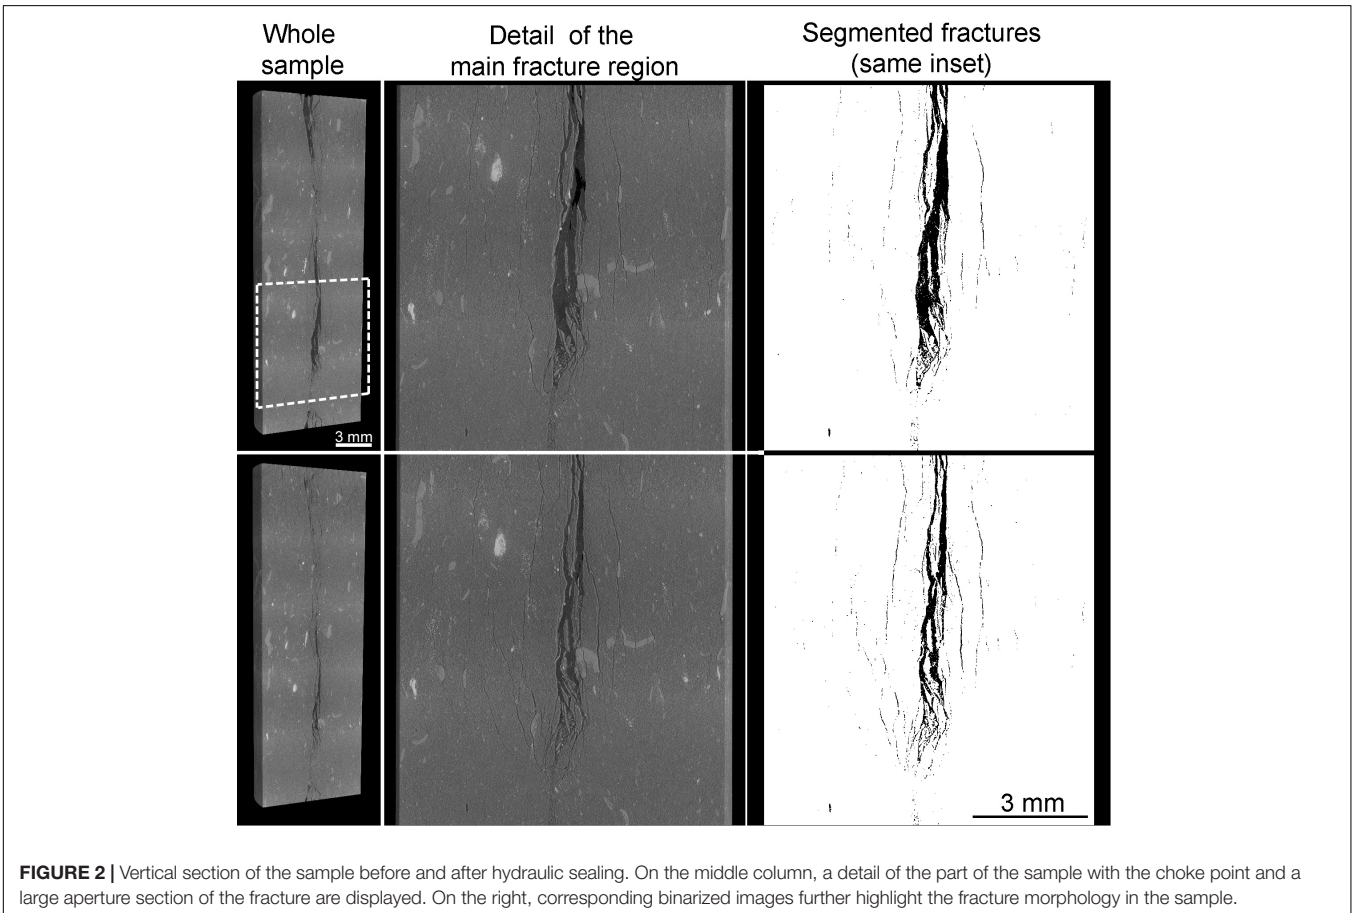 Whole
sample
Detail of the
main fracture region
Segmented fractures
(same inset)
3 mm
3 mm
FIGURE 2 | Vertical section of the sample before and after hydraulic sealing. On the middle column, a detail of the part of the sample with the choke point and a
large aperture section of the fracture are displayed. On the right, corresponding binarized images further highlight the fracture morphology in the sample.